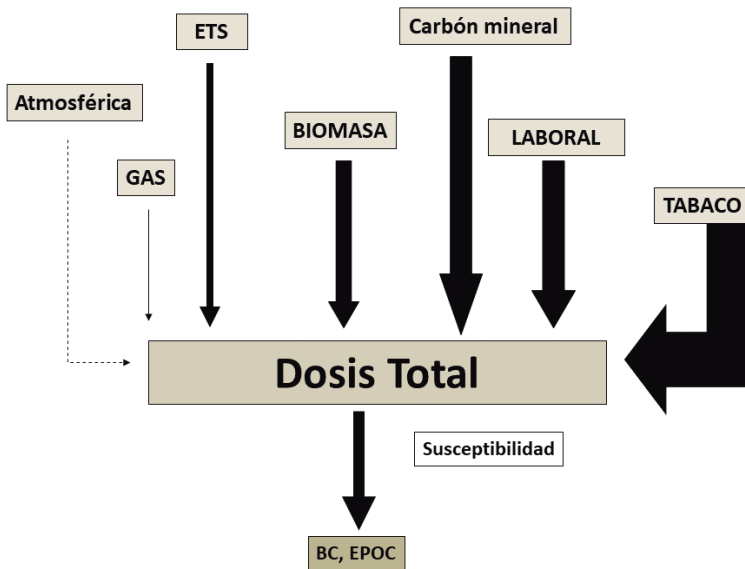 ETS
Carbón mineral
Atmosférica
BIOMASA
LABORAL
GAS
TABACO
Dosis Total
Susceptibilidad
BC, EPOC